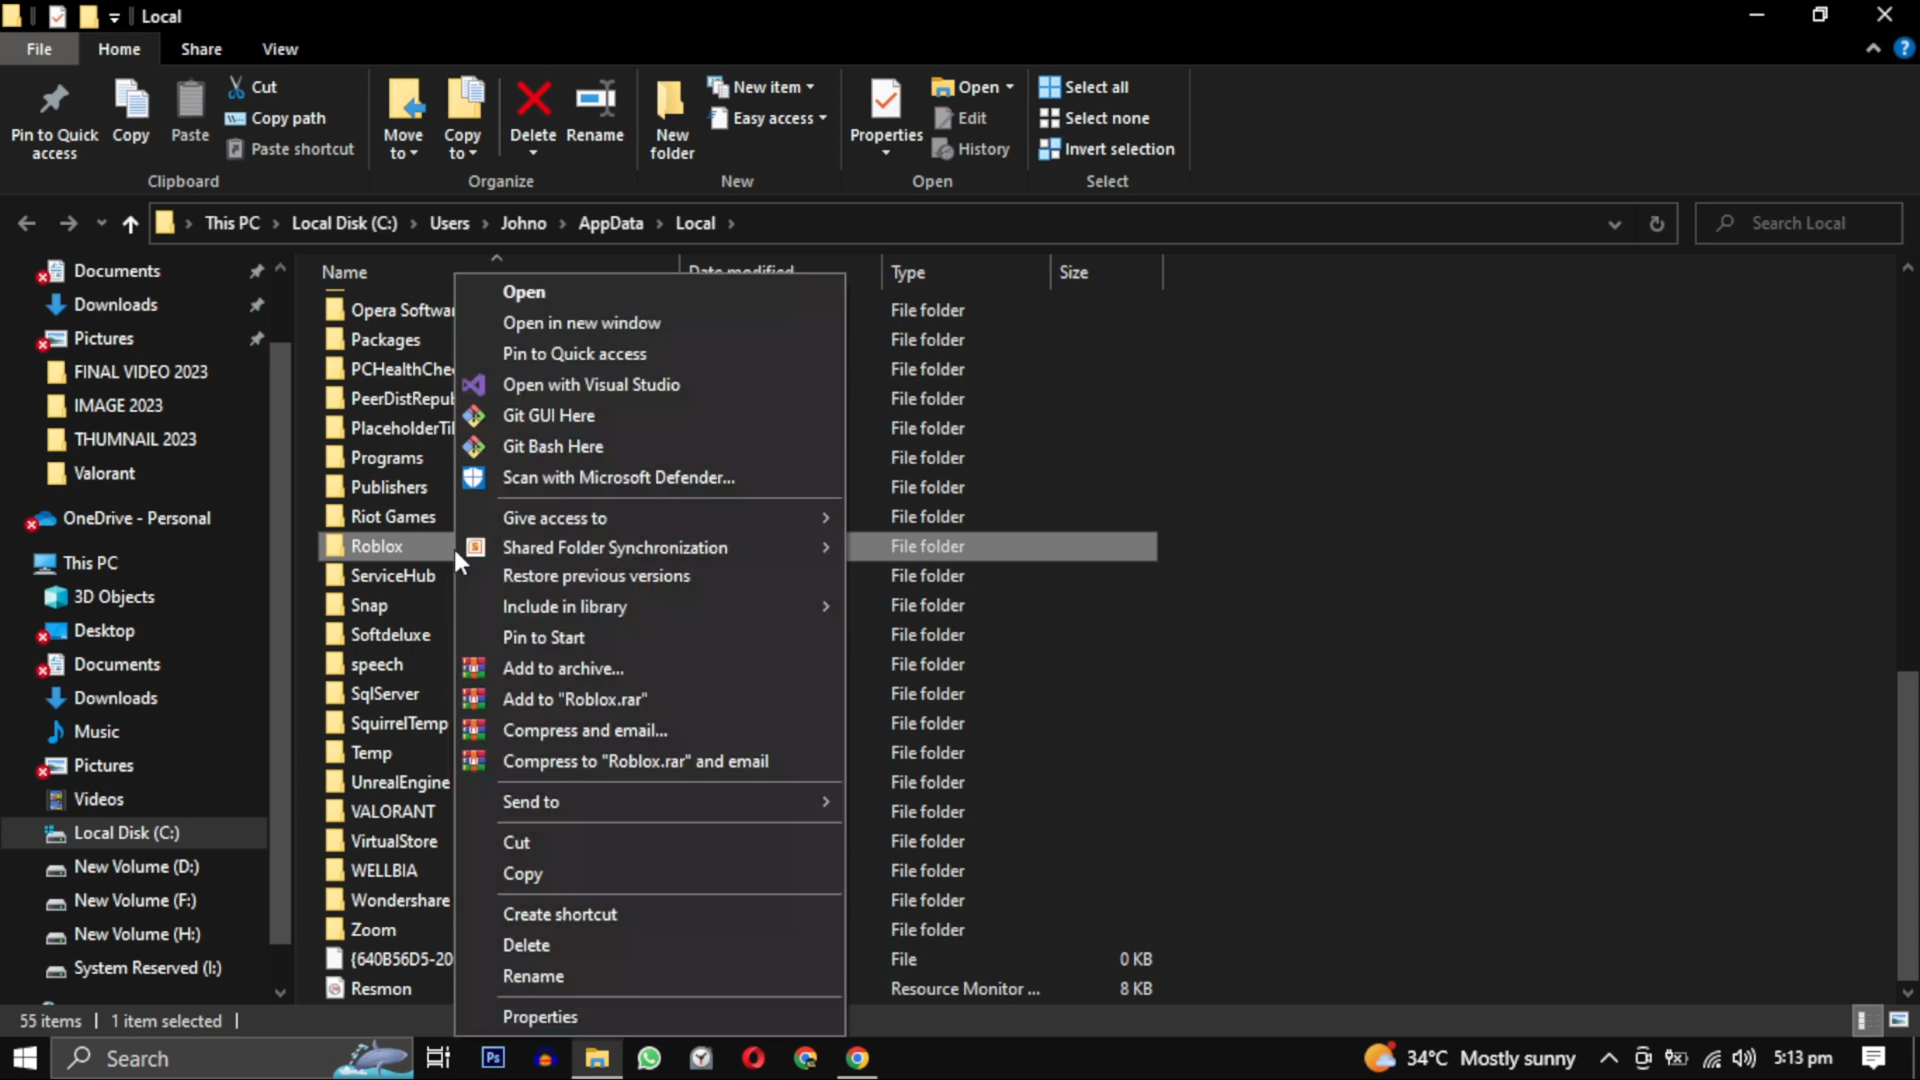 Local
File Home Share View
Pin to Quick access
Copy
Paste
Cut
Copy path
Paste shortcut
Clipboard
Move to
Copy to
Delete
Rename
Organize
New folder
New item
Easy access
New
Properties
Open
Edit
History
Open
Select all
Select none
Invert selection
Select
This PC > Local Disk (C:) > Users > Johno > AppData > Local >
Search Local
Documents
Downloads
Pictures
FINAL VIDEO 2023
IMAGE 2023
THUMNAIL 2023
Valorant
OneDrive - Personal
This PC
3D Objects
Desktop
Documents
Downloads
Music
Pictures
Videos
Local Disk (C:)
New Volume (D:)
New Volume (F:)
New Volume (H:)
System Reserved (I:)
Name Date modified Type Size
Opera Softwar File folder
Packages File folder
PCHealthChe File folder
PeerDistRepub File folder
PlaceholderTil File folder
Programs File folder
Publishers File folder
Riot Games File folder
Roblox File folder
ServiceHub File folder
Snap File folder
Softdeluxe File folder
speech File folder
SqlServer File folder
SquirrelTemp File folder
Temp File folder
UnrealEngine File folder
VALORANT File folder
VirtualStore File folder
WELLBIA File folder
Wondershare File folder
Zoom File folder
{640B56D5-20 File 0 KB
Resmon Resource Monitor ... 8 KB
Open
Open in new window
Pin to Quick access
Open with Visual Studio
Git GUI Here
Git Bash Here
Scan with Microsoft Defender...
Give access to
Shared Folder Synchronization
Restore previous versions
Include in library
Pin to Start
Add to archive...
Add to "Roblox.rar"
Compress and email...
Compress to "Roblox.rar" and email
Send to
Cut
Copy
Create shortcut
Delete
Rename
Properties
55 items | 1 item selected |
Search
Ps
34°C Mostly sunny
5:13 pm